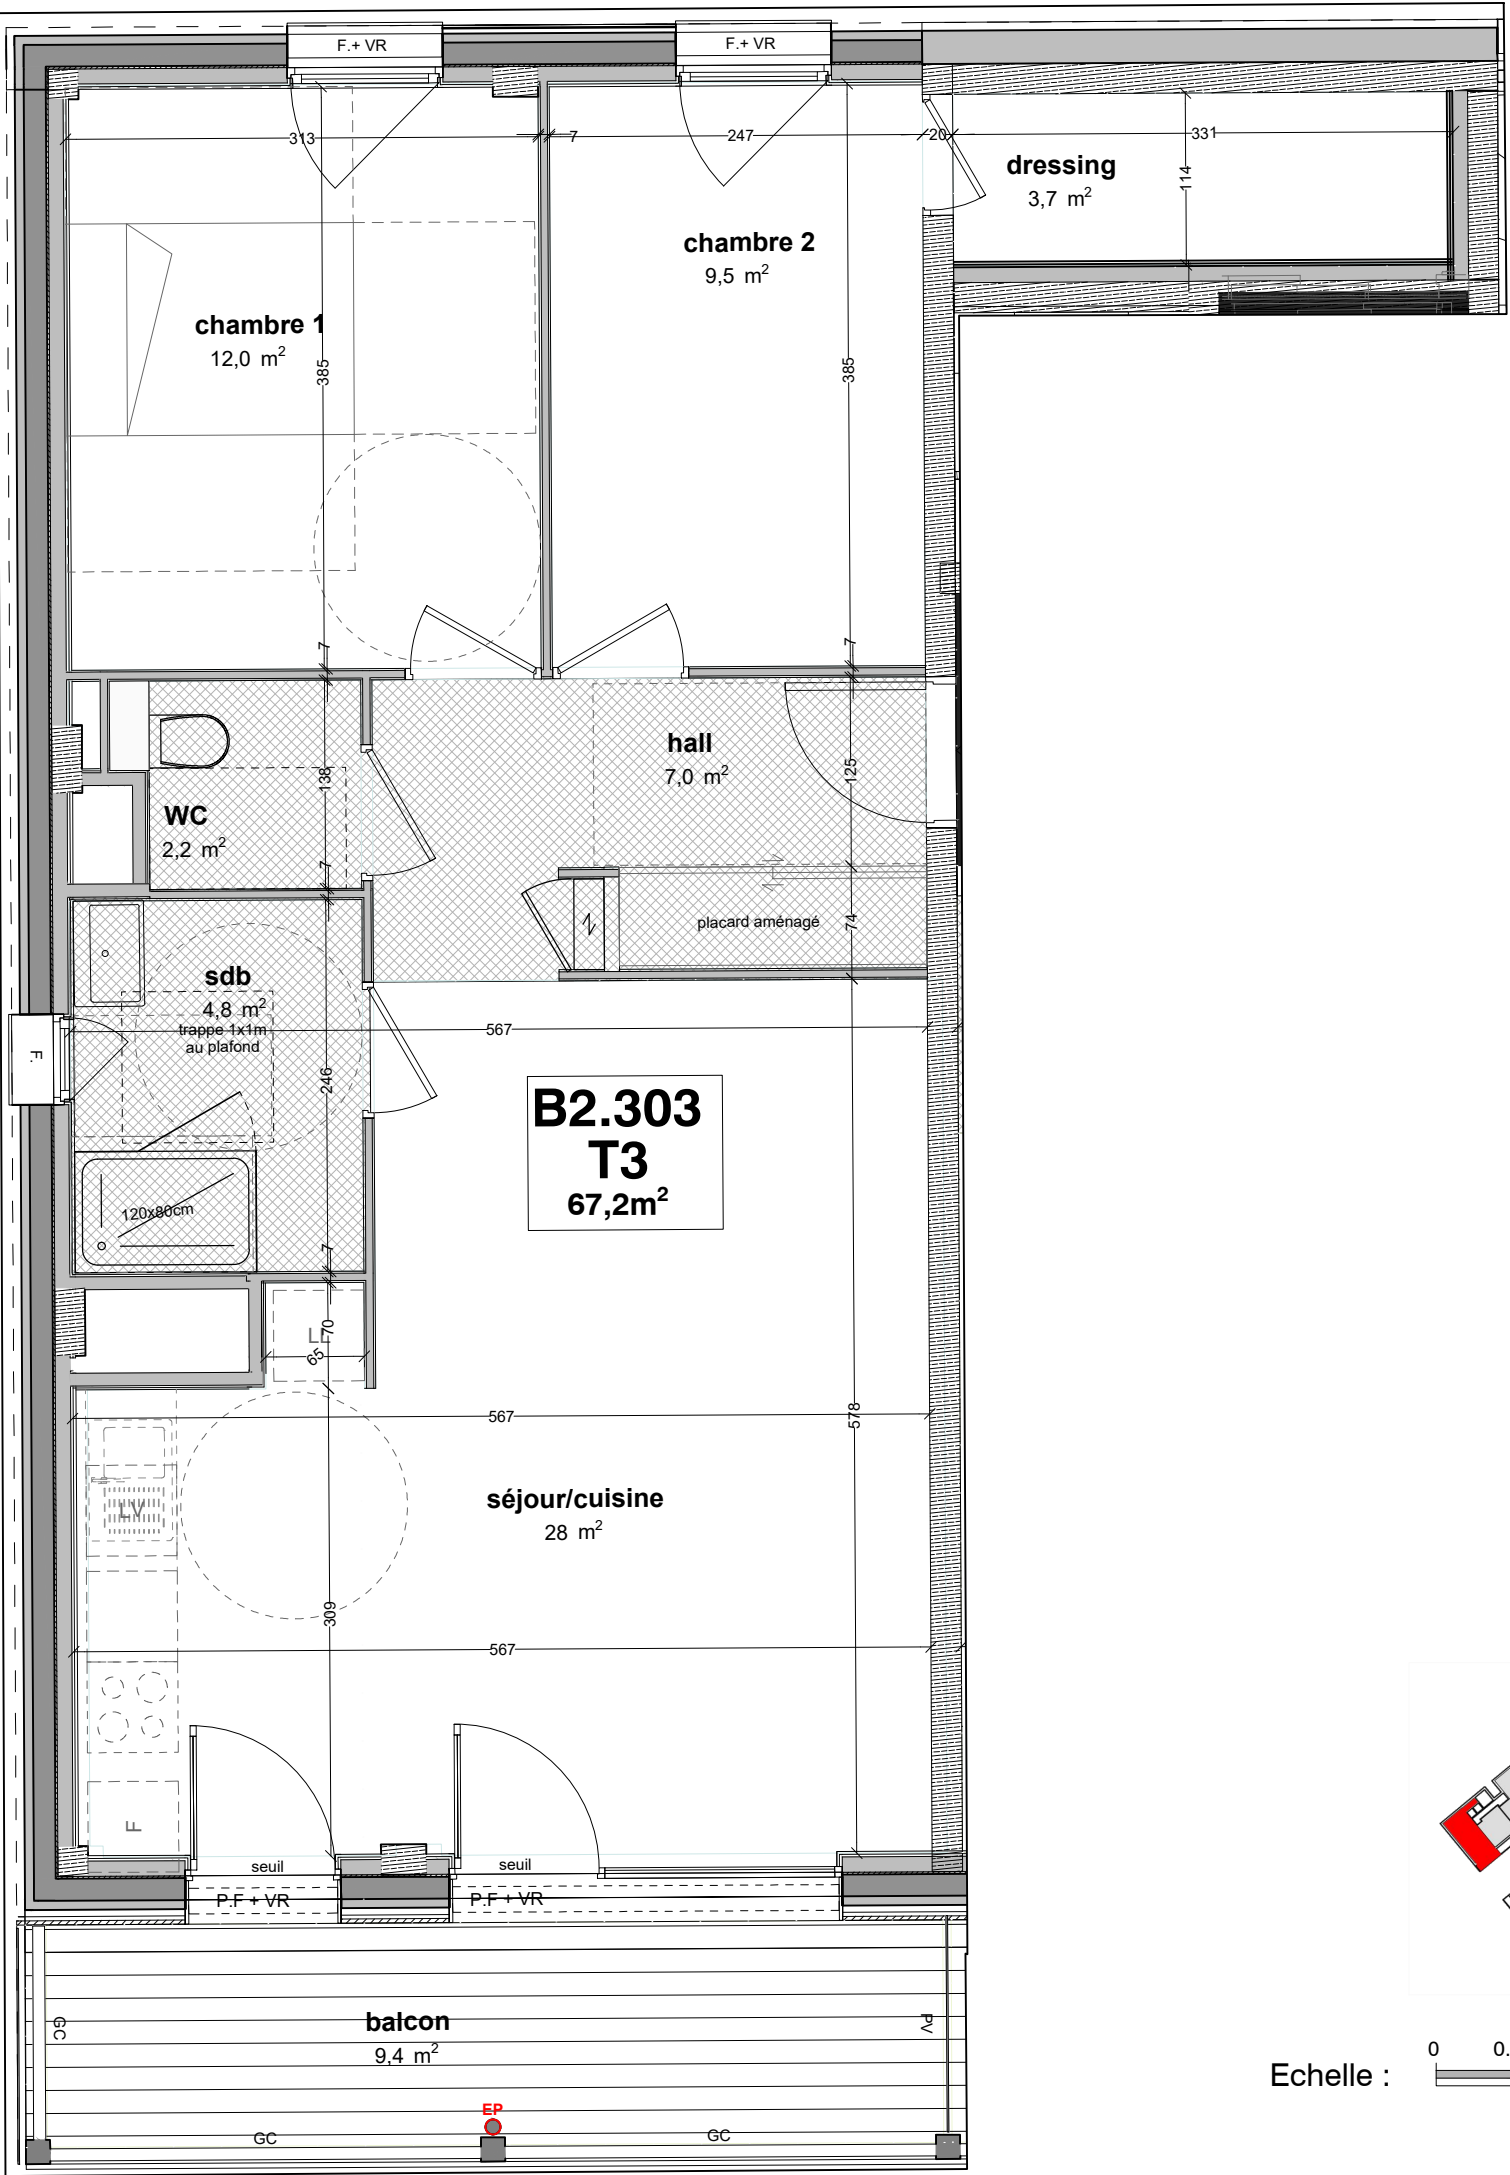 F.+ VR
F.+ VR
313
7
247
20
331
dressing
3,7 m²
114
chambre 2
9,5 m²
chambre 1
12,0 m²
385
385
7
7
hall
7,0 m²
138
125
WC
2,2 m²
7
placard aménagé
74
sdb
4,8 m²
trappe 1x1m
au plafond
567
F.
246
B2.303
T3
67,2m²
120x80cm
7
LL
70
65
567
578
LV
séjour/cuisine
28 m²
309
567
F
seuil
seuil
P.F + VR
P.F + VR
GC
balcon
9,4 m²
PV
EP
GC
GC
0
0.
Echelle :